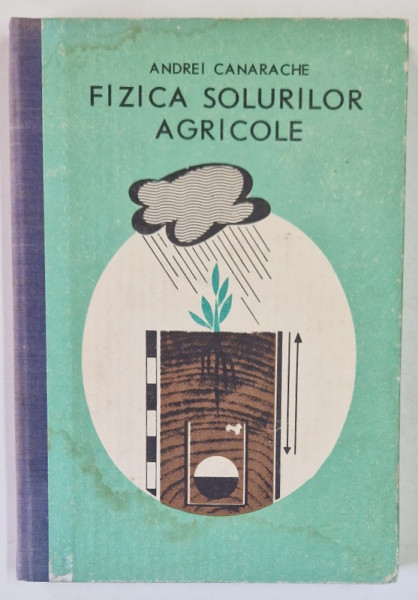 ANDREI CANARACHE
FIZICA SOLURILOR
AGRICOLE